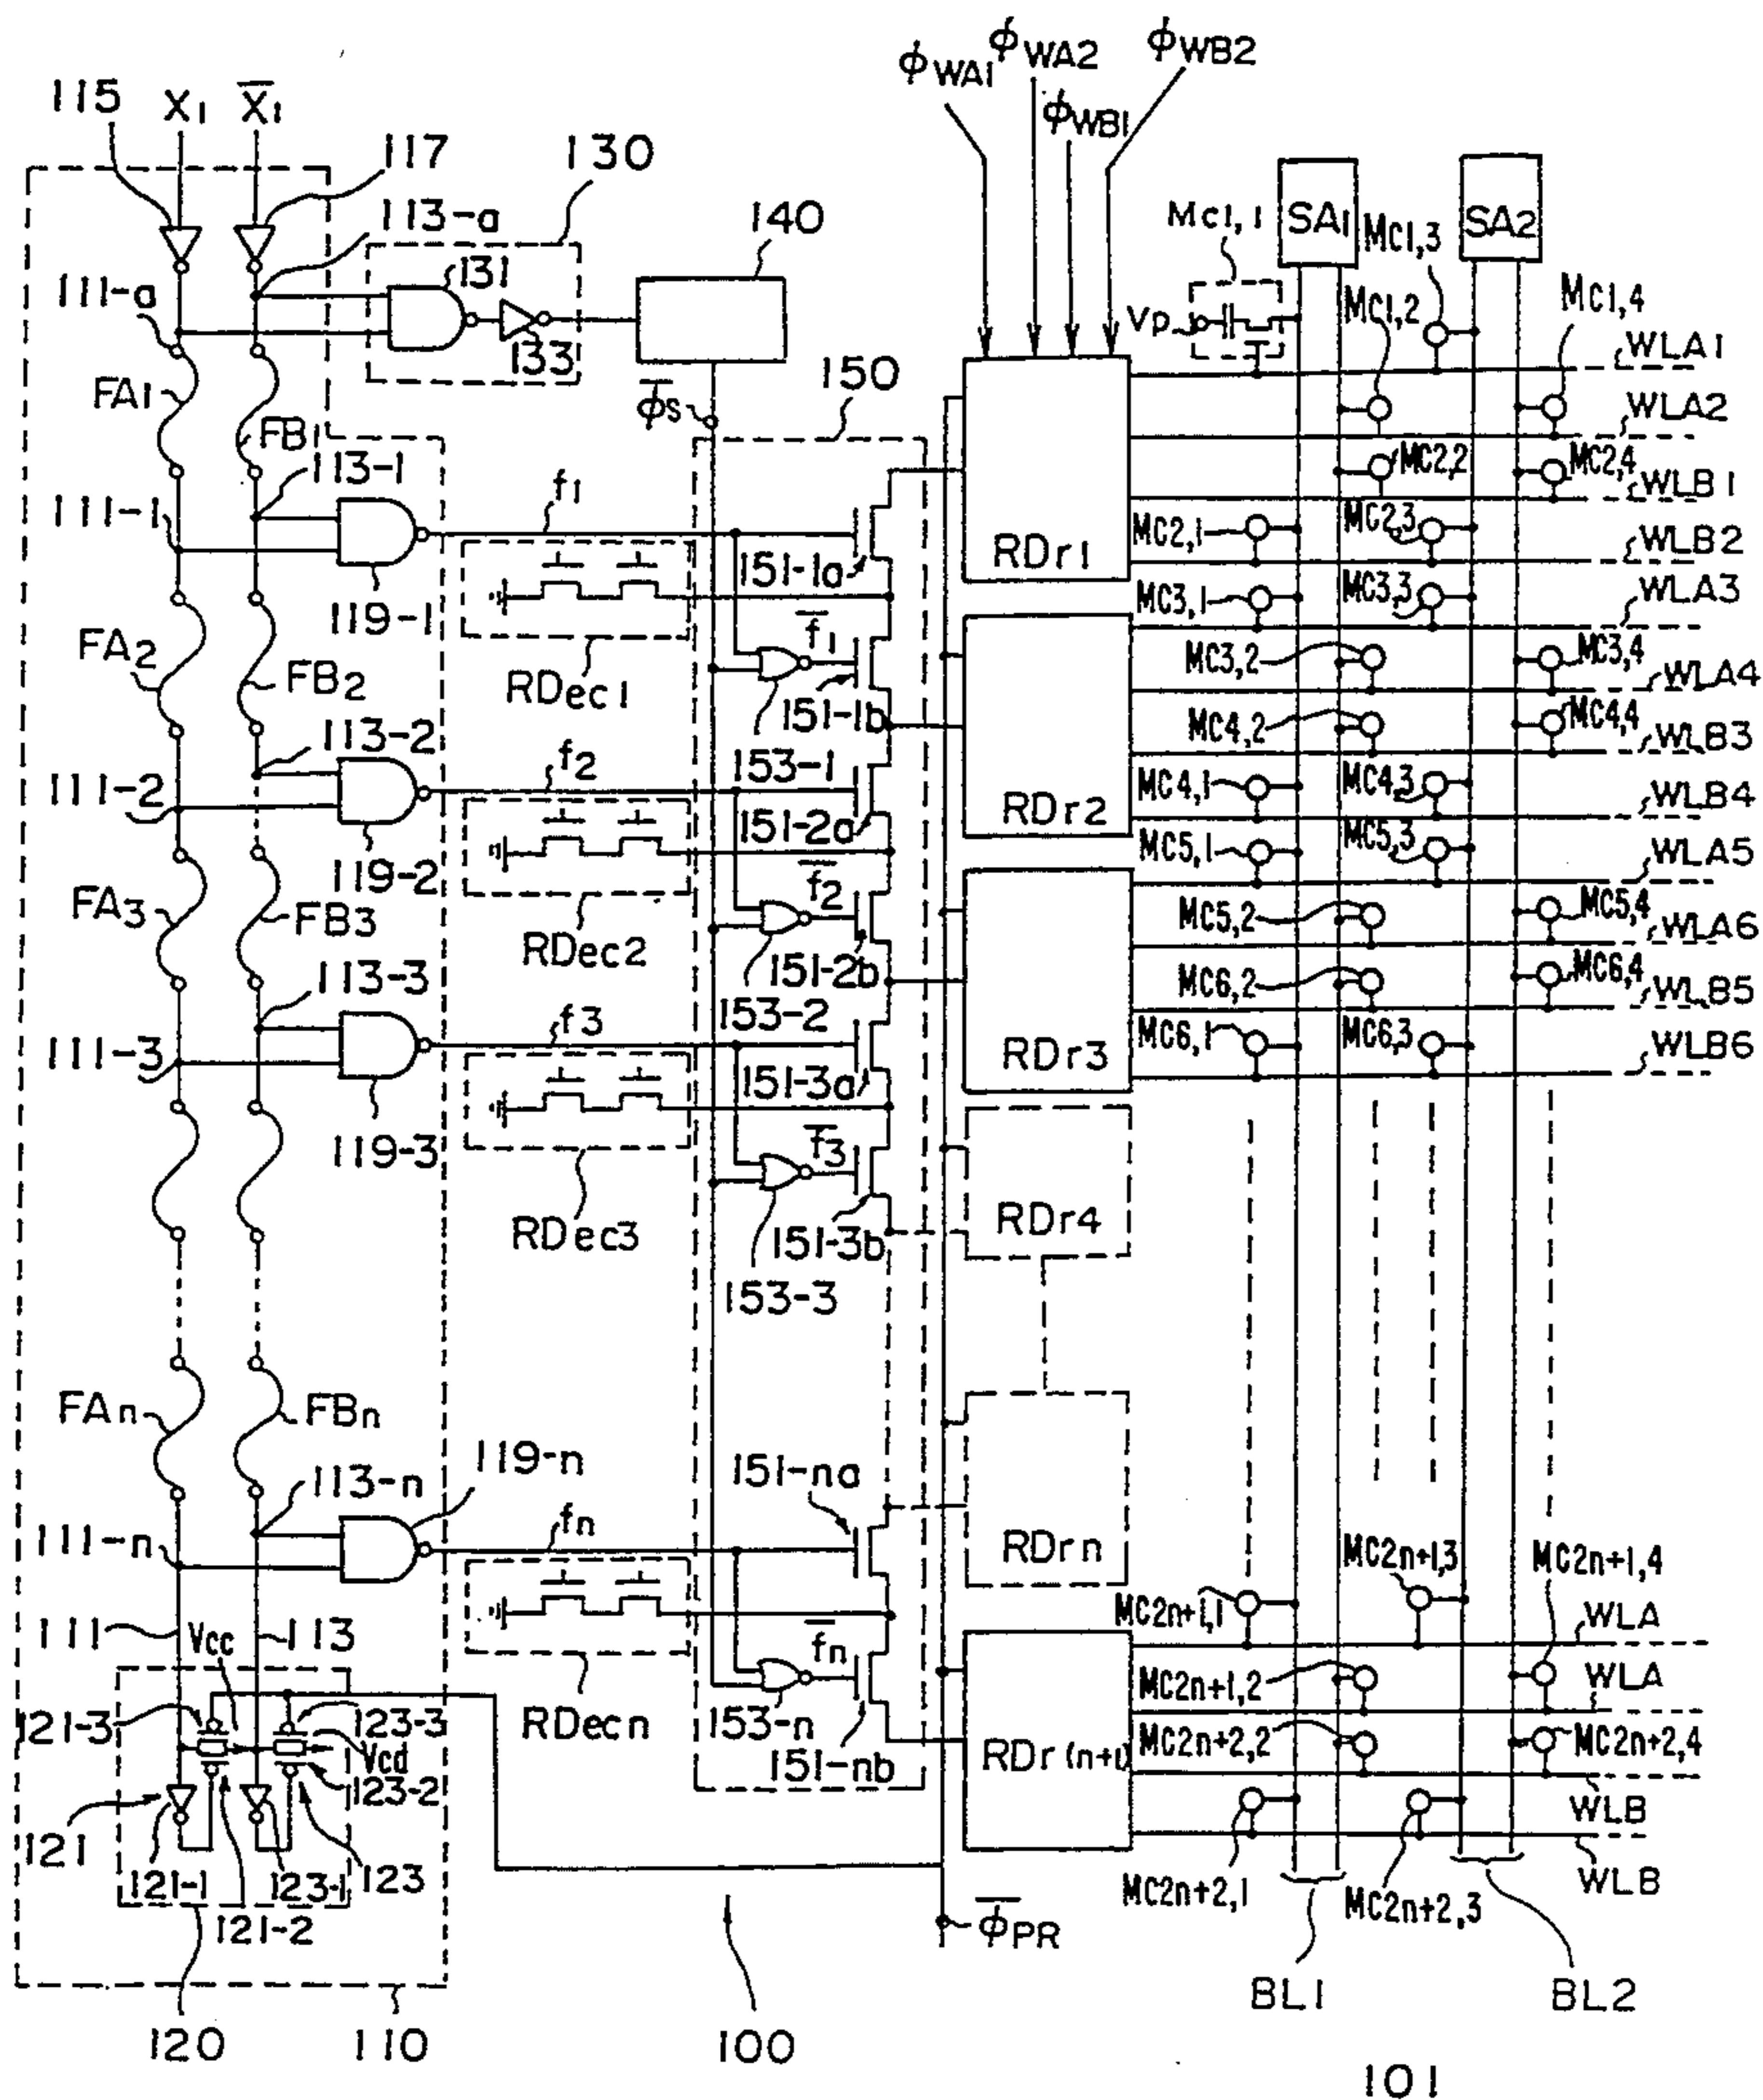 ϕWA1 ϕWA2 ϕWB2
ϕWB1
115 X1 X̄1
117 130
113-a 140
131
111-a
133
SA1 SA2
Mc1,1 Mc1,3
Mc1,2 Mc1,4
Vp
WLA1
FA1 FB1
ϕ̄S 150
WLA2
MC2,2 MC2,4
WLB1
113-1
111-1 f1
MC2,1 MC2,3
WLB2
RDr1
151-1a
119-1
MC3,1 MC3,3
WLA3
FA2 FB2
RDec1 f̄1
MC3,2 MC3,4
WLA4
151-1b
MC4,2 MC4,4
WLB3
113-2
111-2 f2 153-1
MC4,1 MC4,3
WLB4
151-2a
RDr2
119-2
MC5,1 MC5,3
WLA5
FA3 FB3
RDec2 f̄2
MC5,2 MC5,4
WLA6
151-2b
MC6,2 MC6,4
WLB5
113-3
111-3 f3 153-2
MC6,1 MC6,3
WLB6
RDr3
151-3a
119-3
RDec3 f̄3
RDr4
151-3b
153-3
FAn FBn
119-n
151-na
113-n
111-n fn
RDrn
MC2n+1,3
MC2n+1,4
MC2n+1,1
WLA
111 Vcc 113
f̄n
MC2n+1,2
WLA
121-3 123-3
RDecn 153-n
RDr(n+1)
MC2n+2,2 MC2n+2,4
Vcd
123-2
151-nb
WLB
121
121-1 123-1 123
121-2
MC2n+2,1 MC2n+2,3
WLB
ϕ̄PR
BL1 BL2
120 110 100
101